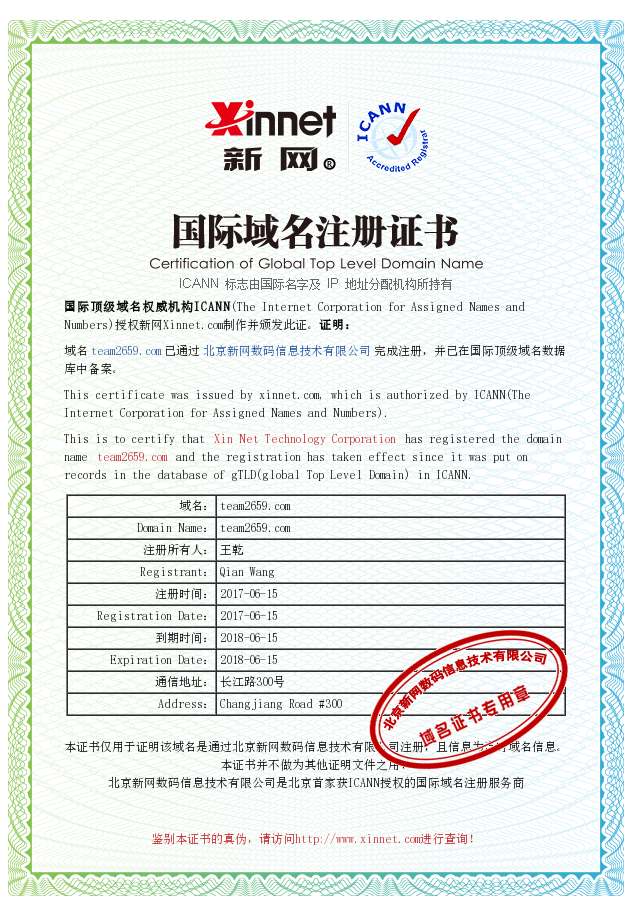 Xinnet
新网®
ICANN
Accredited Registrar
国际域名注册证书
Certification of Global Top Level Domain Name
ICANN 标志由国际名字及 IP 地址分配机构所持有
国际顶级域名权威机构ICANN(The Internet Corporation for Assigned Names and
Numbers)授权新网Xinnet.com制作并颁发此证。证明：
域名 team2659.com 已通过 北京新网数码信息技术有限公司 完成注册，并已在国际顶级域名数据
库中备案。
This certificate was issued by xinnet.com, which is authorized by ICANN(The
Internet Corporation for Assigned Names and Numbers).
This is to certify that Xin Net Technology Corporation has registered the domain
name team2659.com and the registration has taken effect since it was put on
records in the database of gTLD(global Top Level Domain) in ICANN.
域名： team2659.com
Domain Name： team2659.com
注册所有人： 王乾
Registrant： Qian Wang
注册时间： 2017-06-15
Registration Date： 2017-06-15
到期时间： 2018-06-15
Expiration Date： 2018-06-15
通信地址： 长江路300号
Address： Changjiang Road #300
北京新网数码信息技术有限公司
域名证书专用章
本证书仅用于证明该域名是通过北京新网数码信息技术有限公司注册，且信息为 域名信息。
本证书并不做为其他证明文件之用
北京新网数码信息技术有限公司是北京首家获ICANN授权的国际域名注册服务商
鉴别本证书的真伪，请访问http://www.xinnet.com进行查询！